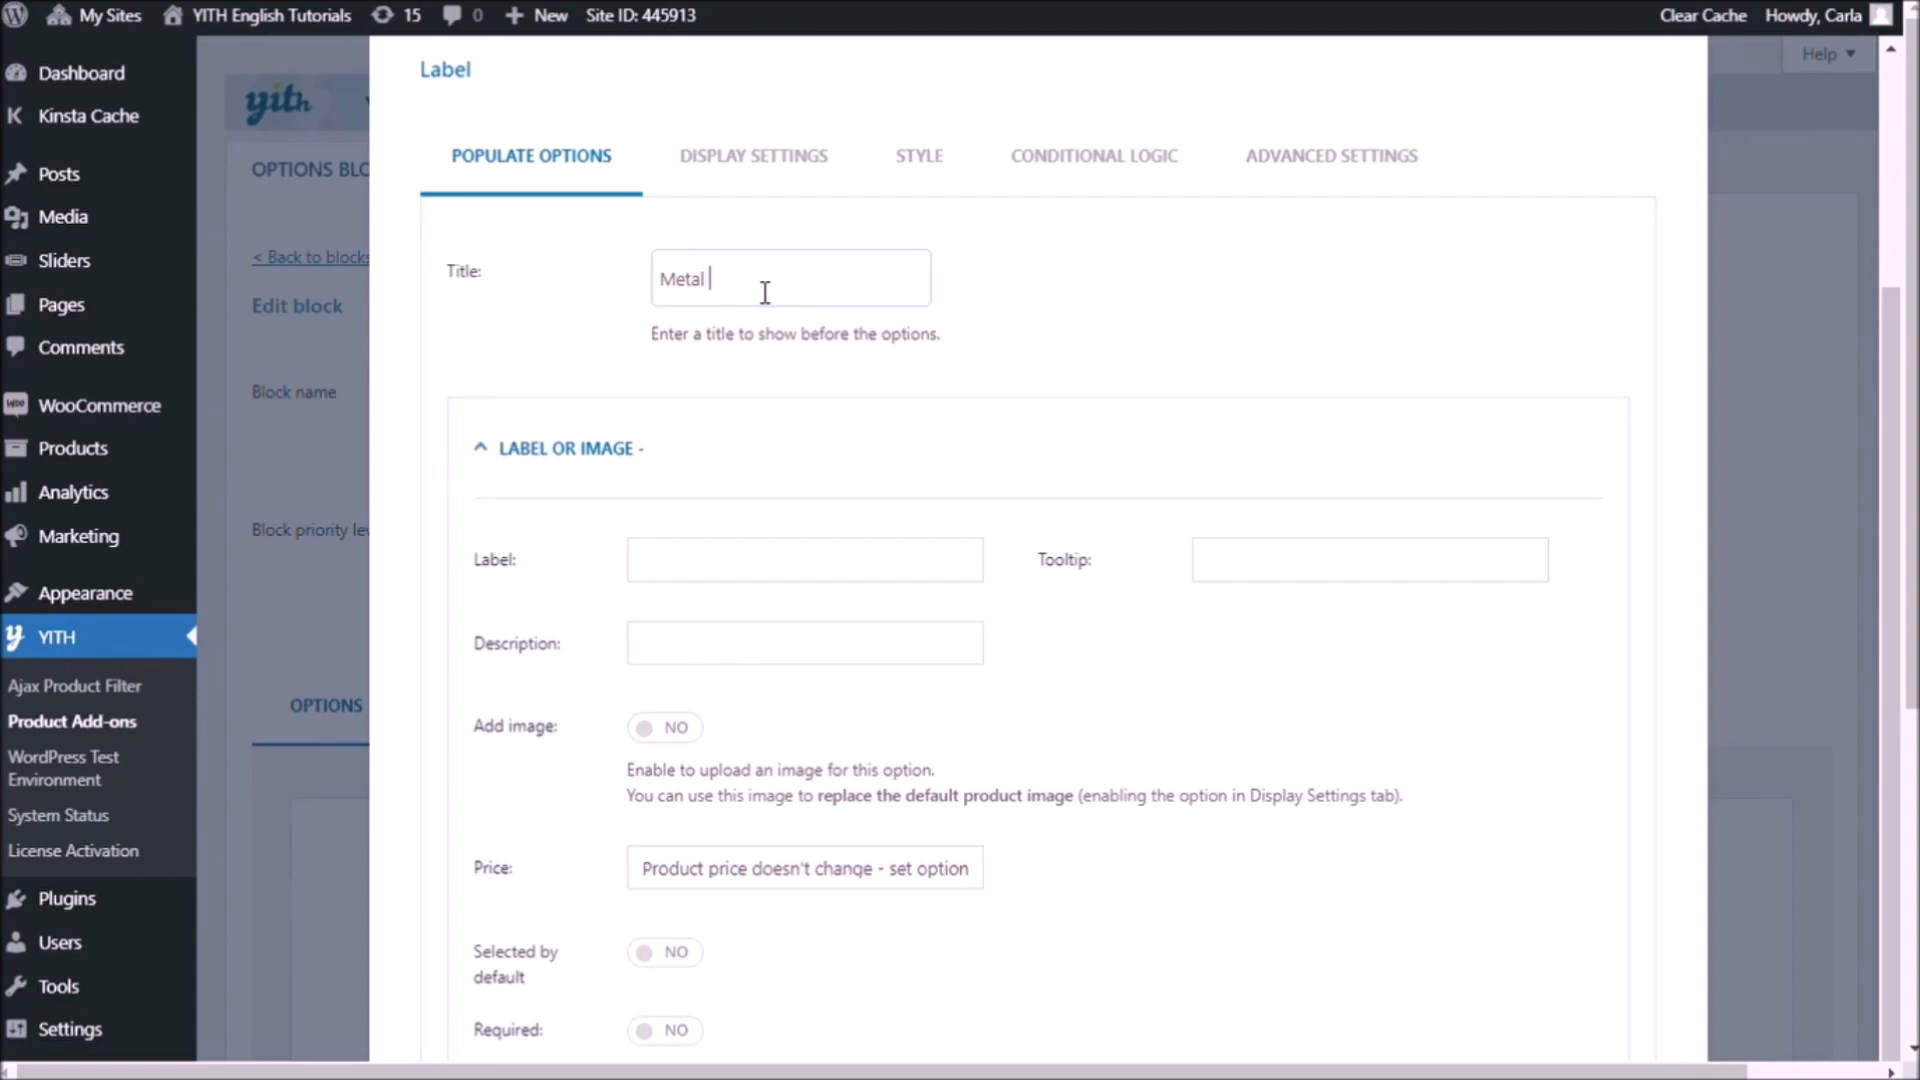 My Sites
YITH English Tutorials
15
0
New
Site ID: 445913
Clear Cache
Howdy, Carla
Dashboard
Kinsta Cache
Posts
Media
Sliders
Pages
Comments
WooCommerce
Products
Analytics
Marketing
Appearance
YITH
Ajax Product Filter
Product Add-ons
WordPress Test
Environment
System Status
License Activation
Plugins
Users
Tools
Settings
Help
yith
OPTIONS BLO
< Back to blocks
Edit block
Block name
Block priority lev
OPTIONS
Label
POPULATE OPTIONS
DISPLAY SETTINGS
STYLE
CONDITIONAL LOGIC
ADVANCED SETTINGS
Title:
Metal
Enter a title to show before the options.
LABEL OR IMAGE -
Label:
Tooltip:
Description:
Add image:
NO
Enable to upload an image for this option.
You can use this image to replace the default product image (enabling the option in Display Settings tab).
Price:
Product price doesn't change - set option
Selected by
default
NO
Required:
NO